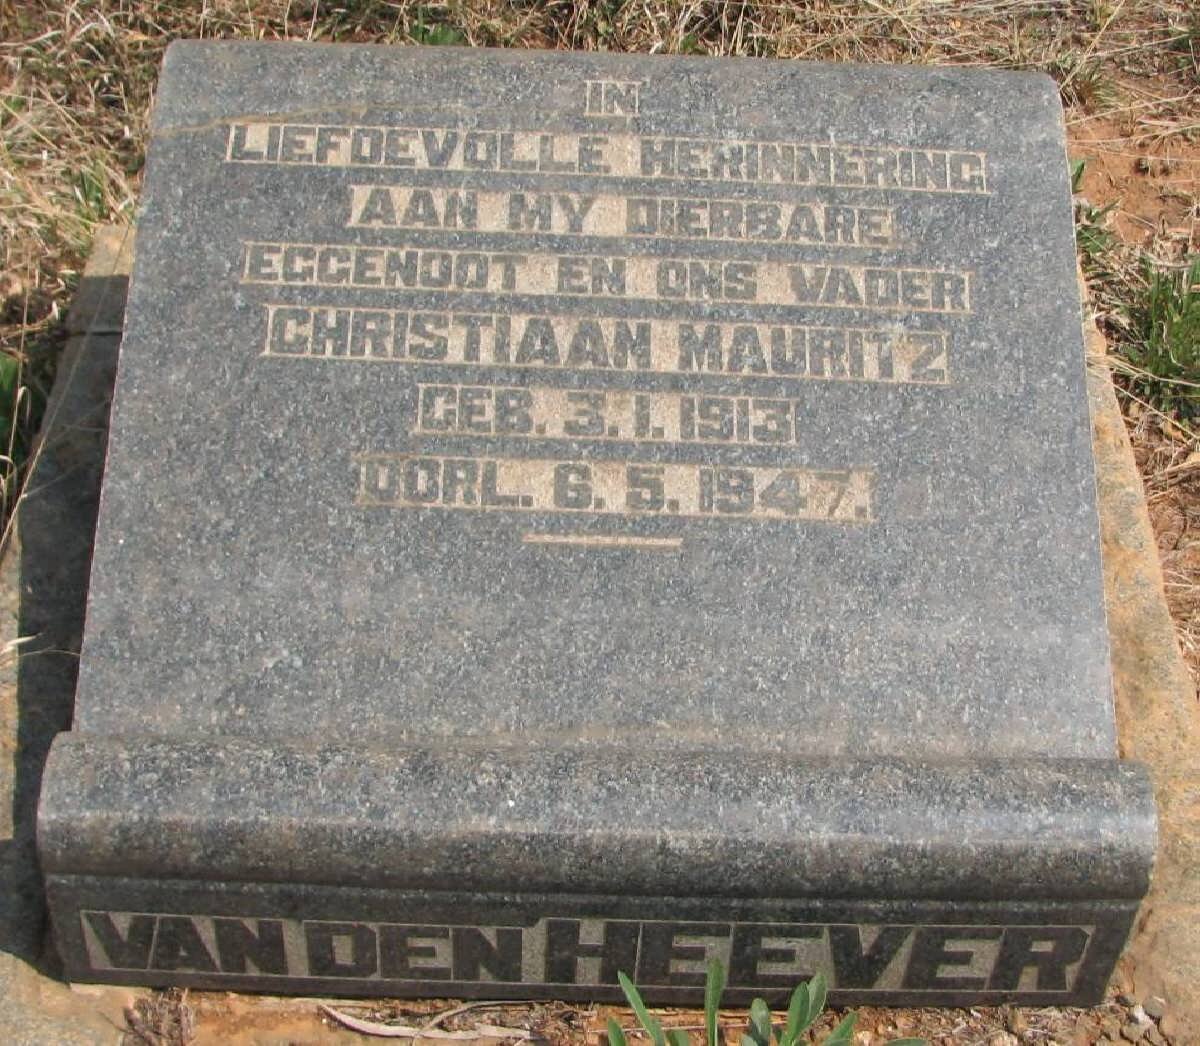 IN
LIEFDEVOLLE HERINNERING
AAN MY DIERBARE
EGGENOOT EN ONS VADER
CHRISTIAAN MAURITZ
GEB. 3.1.1913
OORL. 6.5.1947.
VAN DEN HEEVER